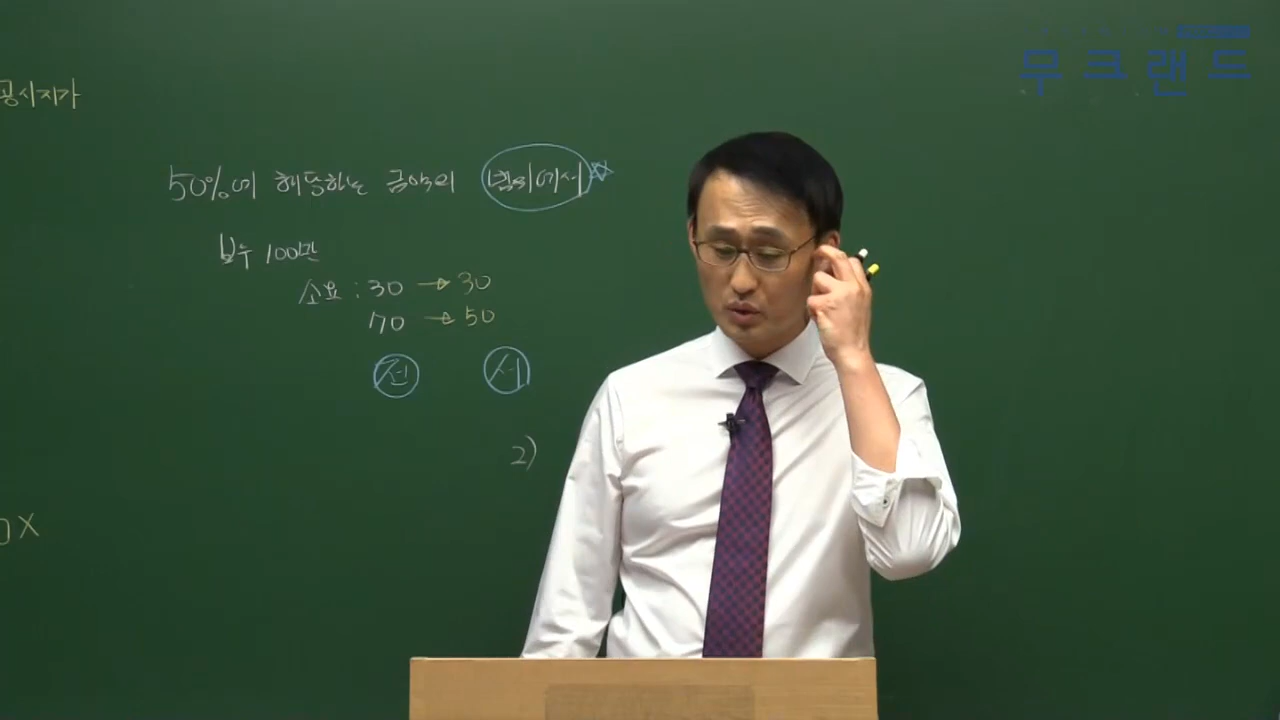 무크랜드
공시지가
50%에 해당하는 금액의 범위에서
보수 100만
소요 : 30 → 30
70 → 50
전 서
2)
X